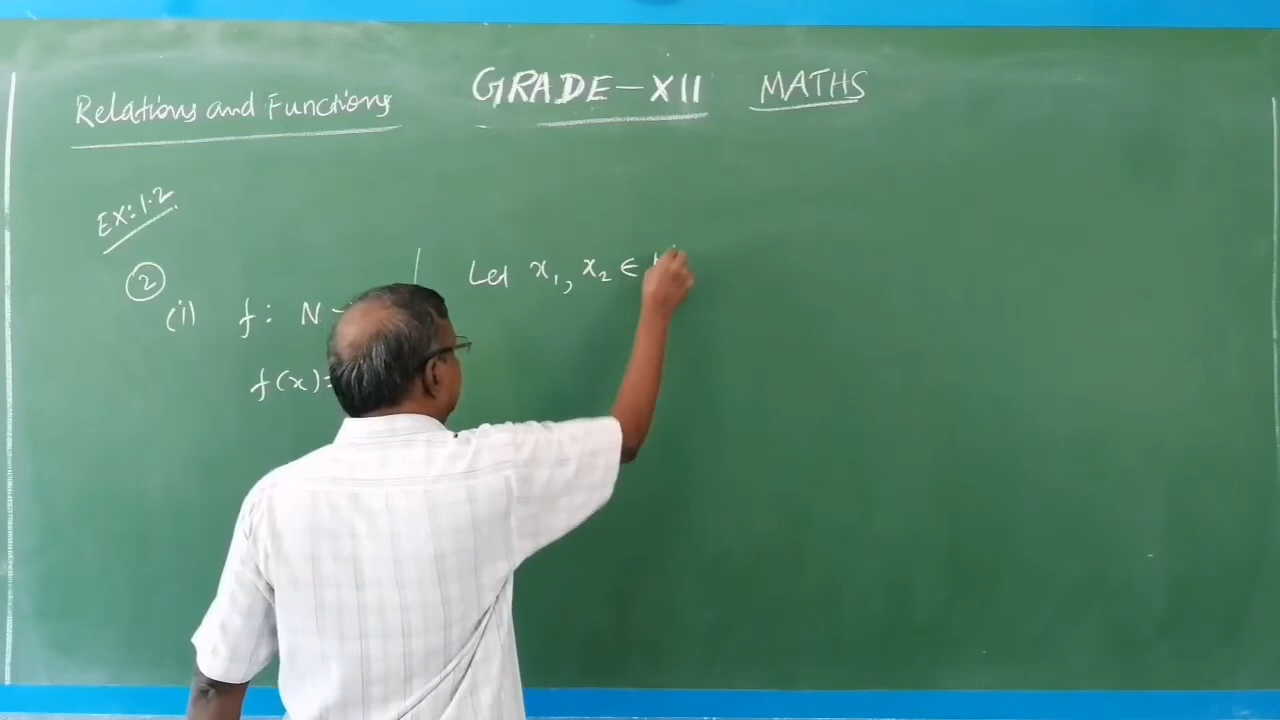 Relations and Functions
GRADE-XII MATHS
Ex: 1.2
(2)
(i) f: N
f(x)=
Let x₁, x₂ ∈